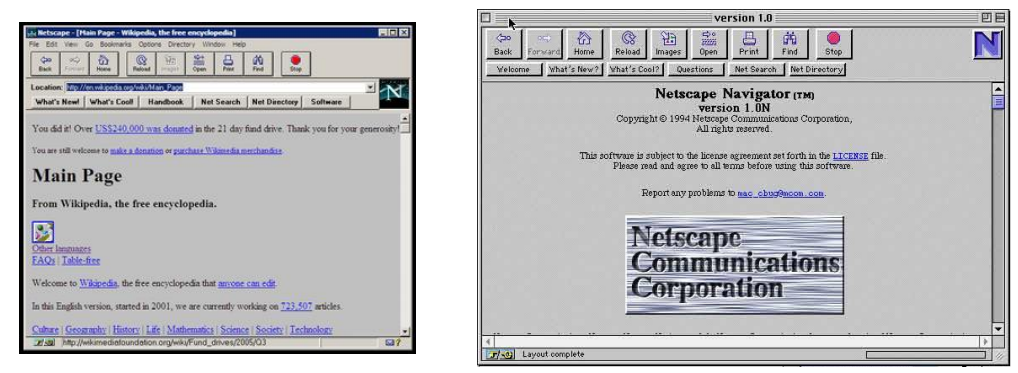 Netscape - [Main Page - Wikipedia, the free encyclopedia]
File Edit View Go Bookmarks Options Directory Window Help
Back Forward Home Reload Images Open Print Find Stop
Location: http://en.wikipedia.org/wiki/Main_Page
What's New! What's Cool! Handbook Net Search Net Directory Software
N
You did it! Over US$240,000 was donated in the 21 day fund drive. Thank you for your generosity!
You are still welcome to make a donation or purchase Wikimedia merchandise.
Main Page
From Wikipedia, the free encyclopedia.
Other languages
FAQs | Table-free
Welcome to Wikipedia, the free encyclopedia that anyone can edit.
In this English version, started in 2001, we are currently working on 723,507 articles.
Culture | Geography | History | Life | Mathematics | Science | Society | Technology
http://wikimediafoundation.org/wiki/Fund_drives/2005/Q3
version 1.0
Back Forward Home Reload Images Open Print Find Stop
N
Welcome What's New? What's Cool? Questions Net Search Net Directory
Netscape Navigator (TM)
version 1.0N
Copyright © 1994 Netscape Communications Corporation,
All rights reserved.
This software is subject to the license agreement set forth in the LICENSE file.
Please read and agree to all terms before using this software.
Report any problems to mac_cbug@mcom.com.
Netscape
Communications
Corporation
Layout complete